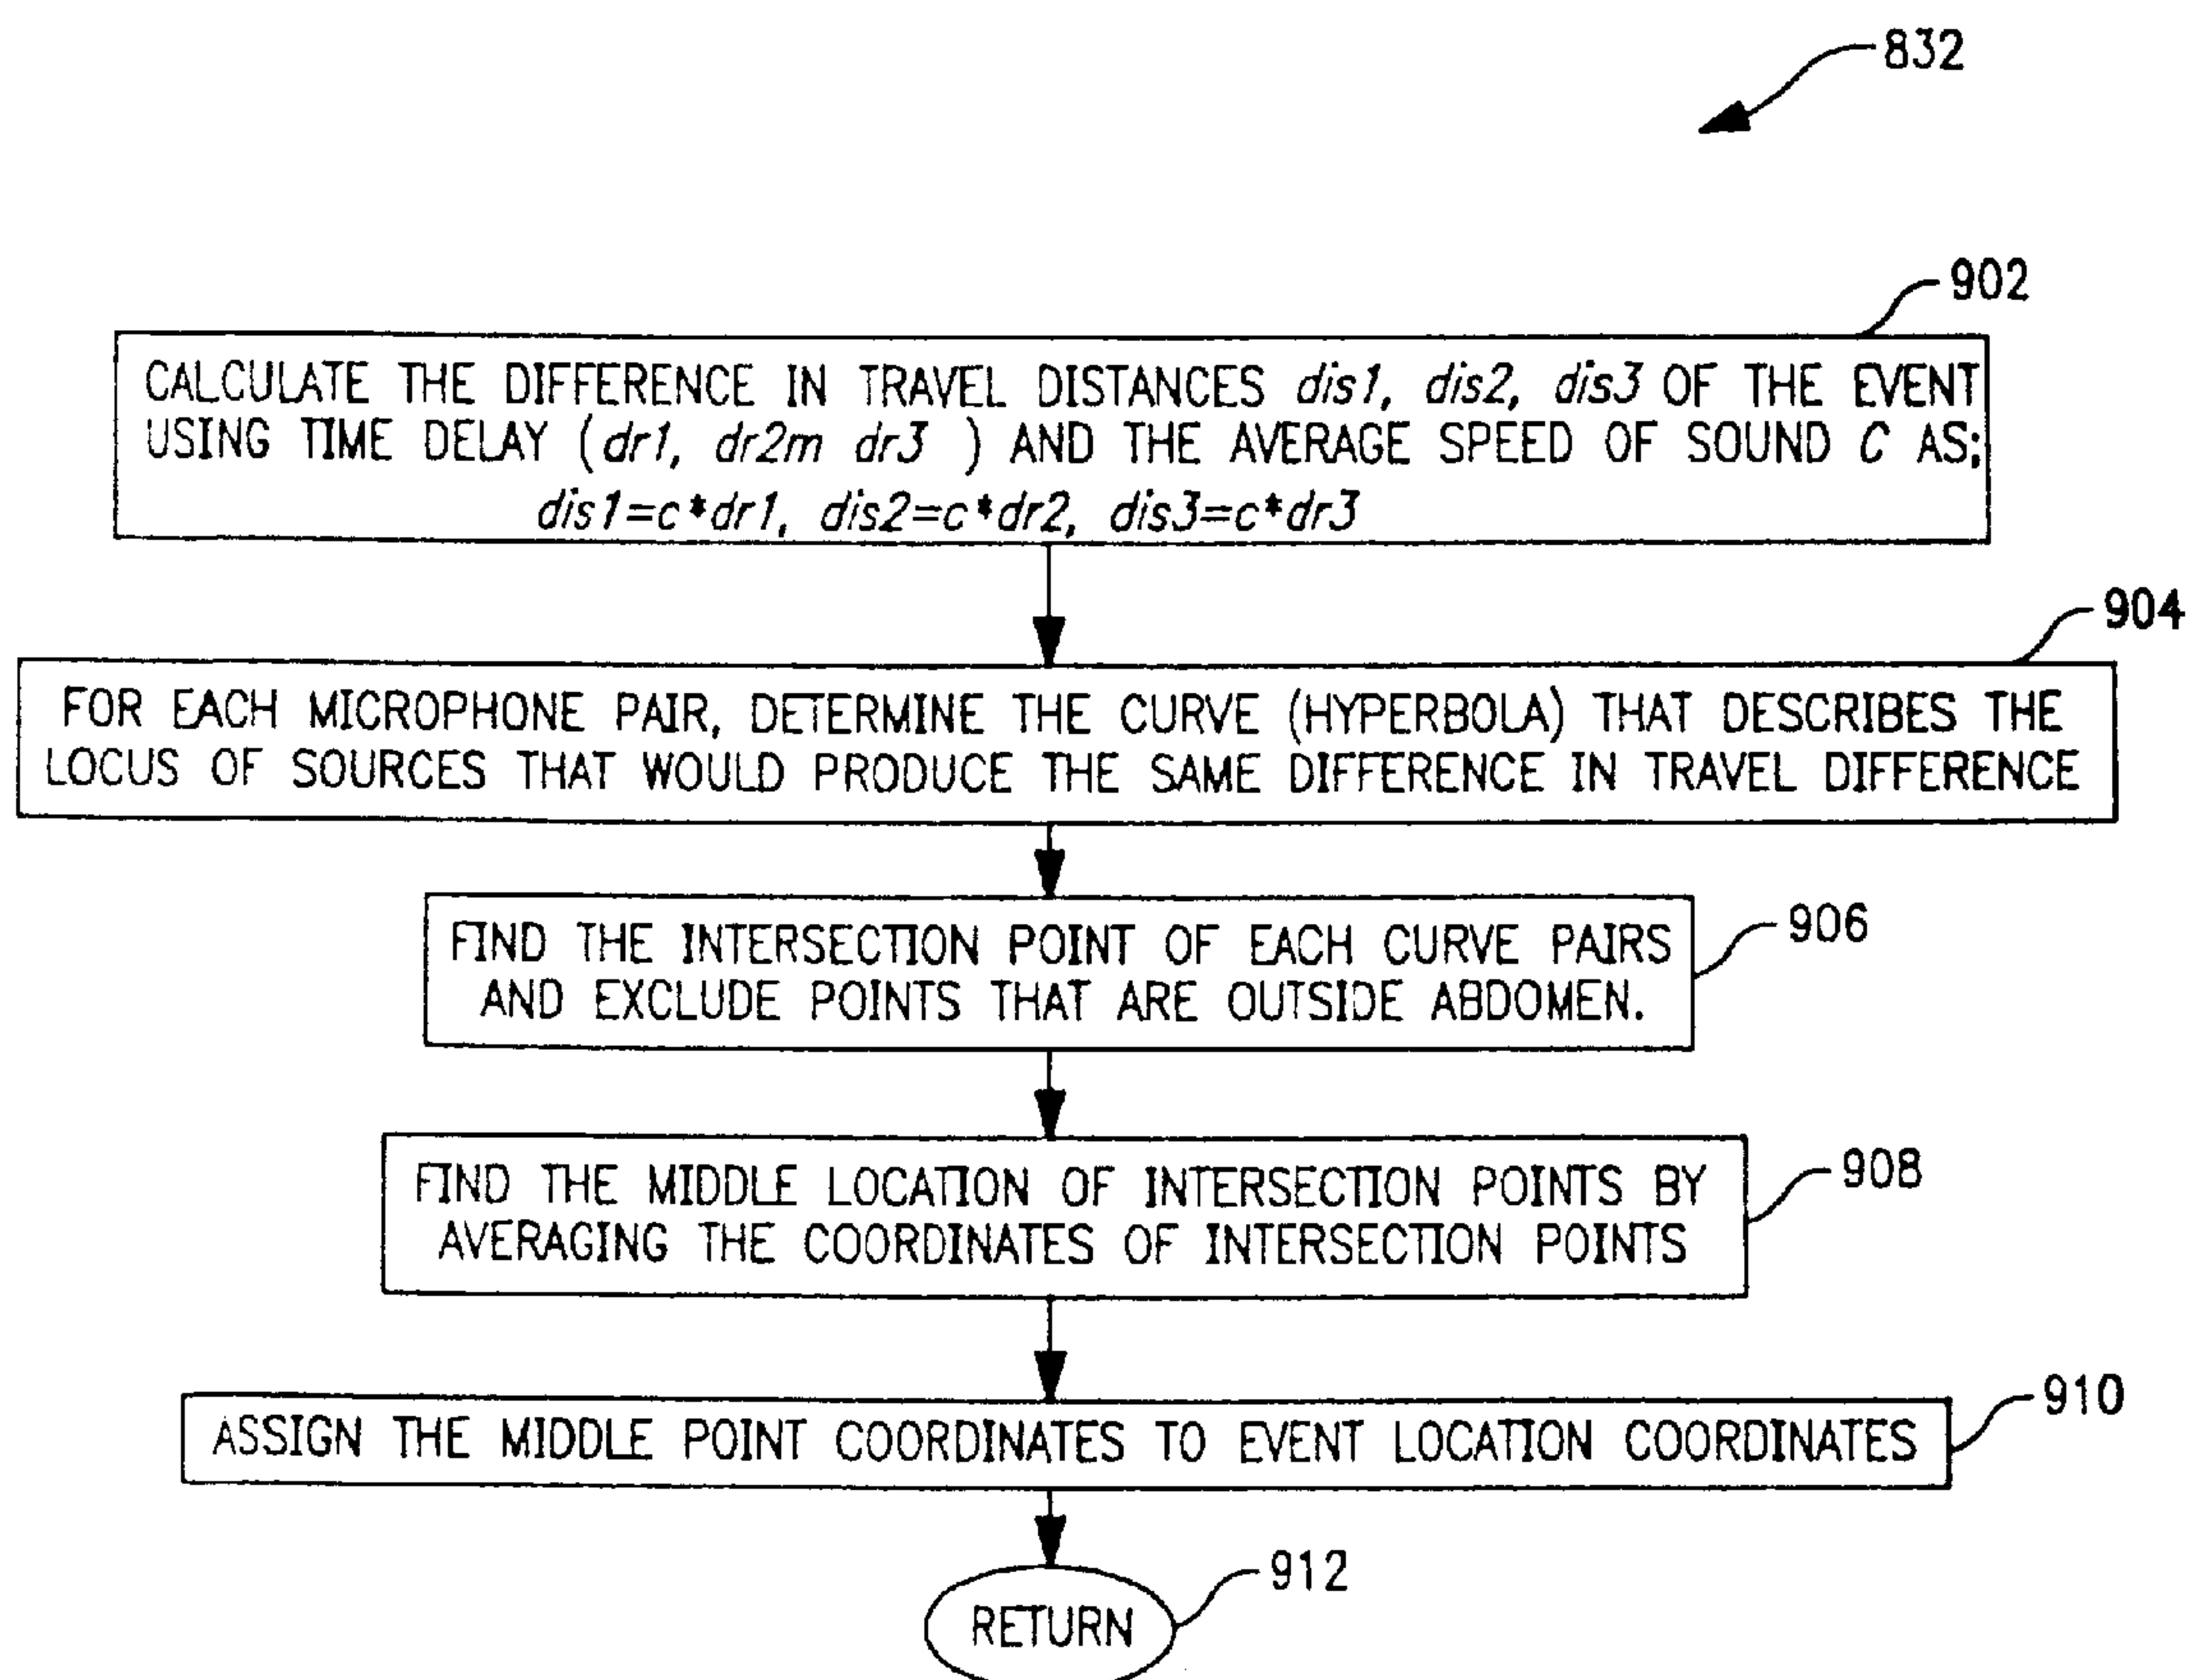 832
902
CALCULATE THE DIFFERENCE IN TRAVEL DISTANCES dis1, dis2, dis3 OF THE EVENT
USING TIME DELAY (dr1, dr2m dr3 ) AND THE AVERAGE SPEED OF SOUND C AS;
dis1=c*dr1, dis2=c*dr2, dis3=c*dr3
904
FOR EACH MICROPHONE PAIR, DETERMINE THE CURVE (HYPERBOLA) THAT DESCRIBES THE
LOCUS OF SOURCES THAT WOULD PRODUCE THE SAME DIFFERENCE IN TRAVEL DIFFERENCE
906
FIND THE INTERSECTION POINT OF EACH CURVE PAIRS
AND EXCLUDE POINTS THAT ARE OUTSIDE ABDOMEN.
908
FIND THE MIDDLE LOCATION OF INTERSECTION POINTS BY
AVERAGING THE COORDINATES OF INTERSECTION POINTS
910
ASSIGN THE MIDDLE POINT COORDINATES TO EVENT LOCATION COORDINATES
912
RETURN